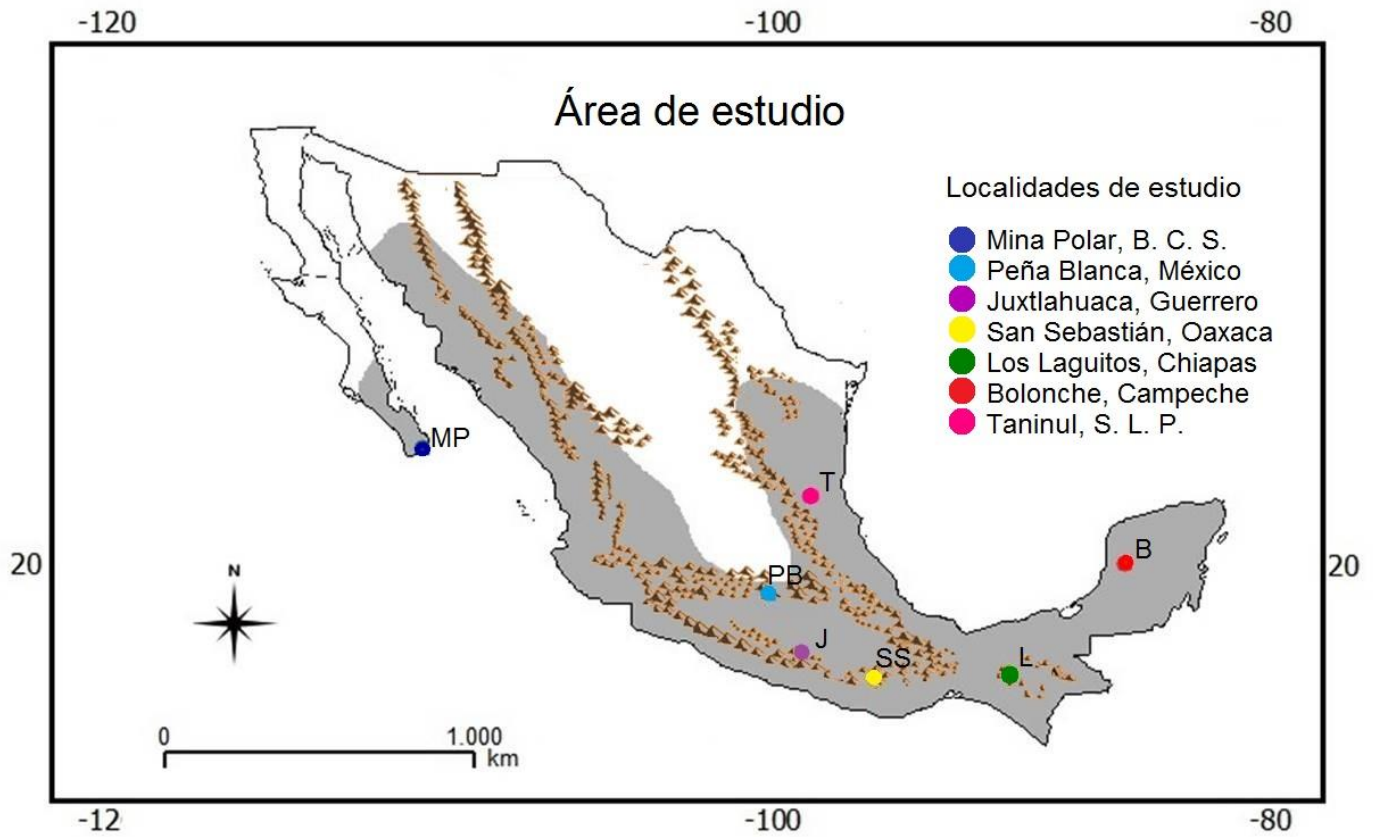 -120 -100 -80
Área de estudio
Localidades de estudio
Mina Polar, B. C. S.
Peña Blanca, México
Juxtlahuaca, Guerrero
San Sebastián, Oaxaca
Los Laguitos, Chiapas
Bolonche, Campeche
Taninul, S. L. P.
MP
T
B
20 20
PB
N
J
SS
L
0 1.000
km
-12 -100 -80